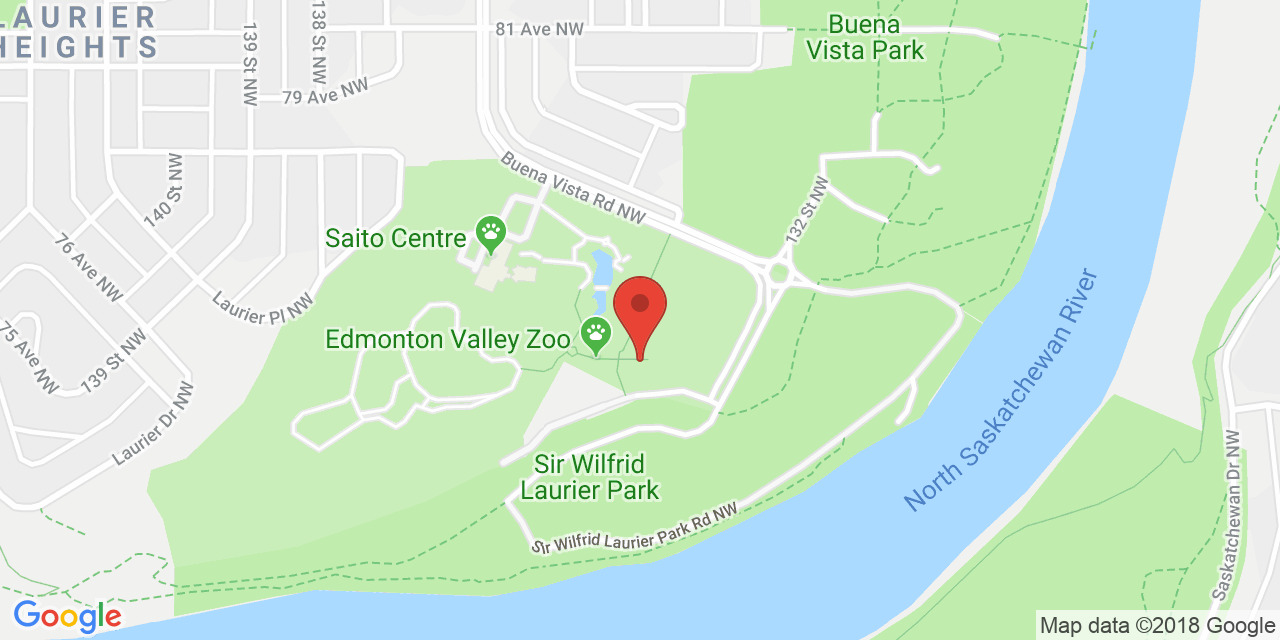 LAURIER
HEIGHTS
139 St NW
138 St NW
81 Ave NW
Buena
Vista Park
79 Ave NW
140 St NW
Buena Vista Rd NW
132 St NW
Saito Centre
76 Ave NW
Laurier Pl NW
North Saskatchewan River
75 Ave NW
139 St NW
Edmonton Valley Zoo
Laurier Dr NW
Sir Wilfrid
Laurier Park
Sir Wilfrid Laurier Park Rd NW
Saskatchewan Dr NW
Google
Map data ©2018 Google